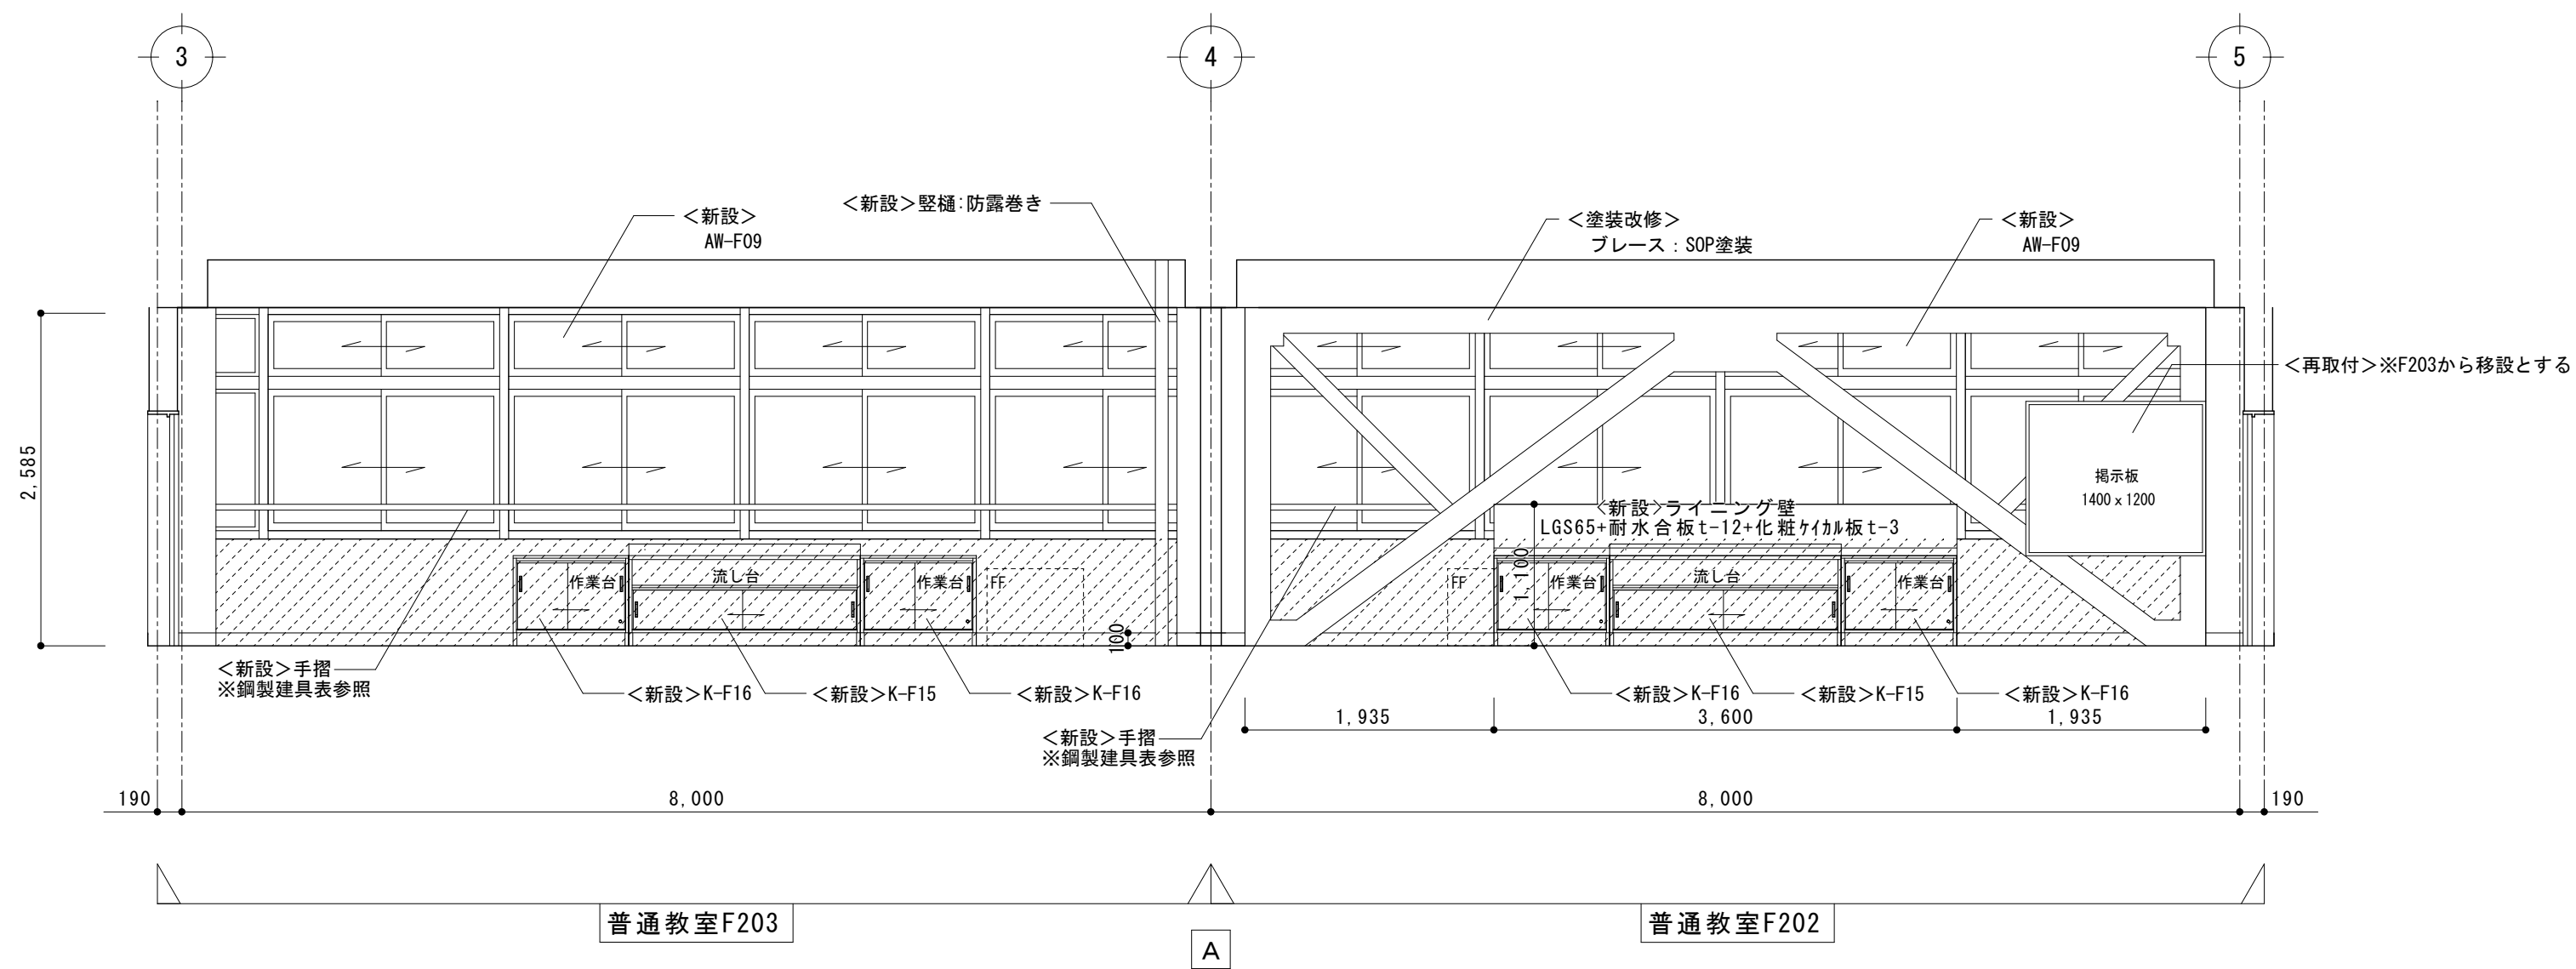 3
4
5
＜新設＞
AW-F09
＜新設＞竪樋：防露巻き
＜塗装改修＞
ブレース：SOP塗装
＜新設＞
AW-F09
＜再取付＞※F203から移設とする
2,585
掲示板
1400x1200
＜新設＞ライニング壁
LGS65+耐水合板t-12+化粧ｹｲｶﾙ板t-3
1,100
作業台
流し台
作業台
FF
FF
作業台
流し台
作業台
100
＜新設＞手摺
※鋼製建具表参照
＜新設＞K-F16
＜新設＞K-F15
＜新設＞K-F16
＜新設＞K-F16
＜新設＞K-F15
＜新設＞K-F16
＜新設＞手摺
※鋼製建具表参照
1,935
3,600
1,935
190
8,000
8,000
190
普通教室F203
普通教室F202
A